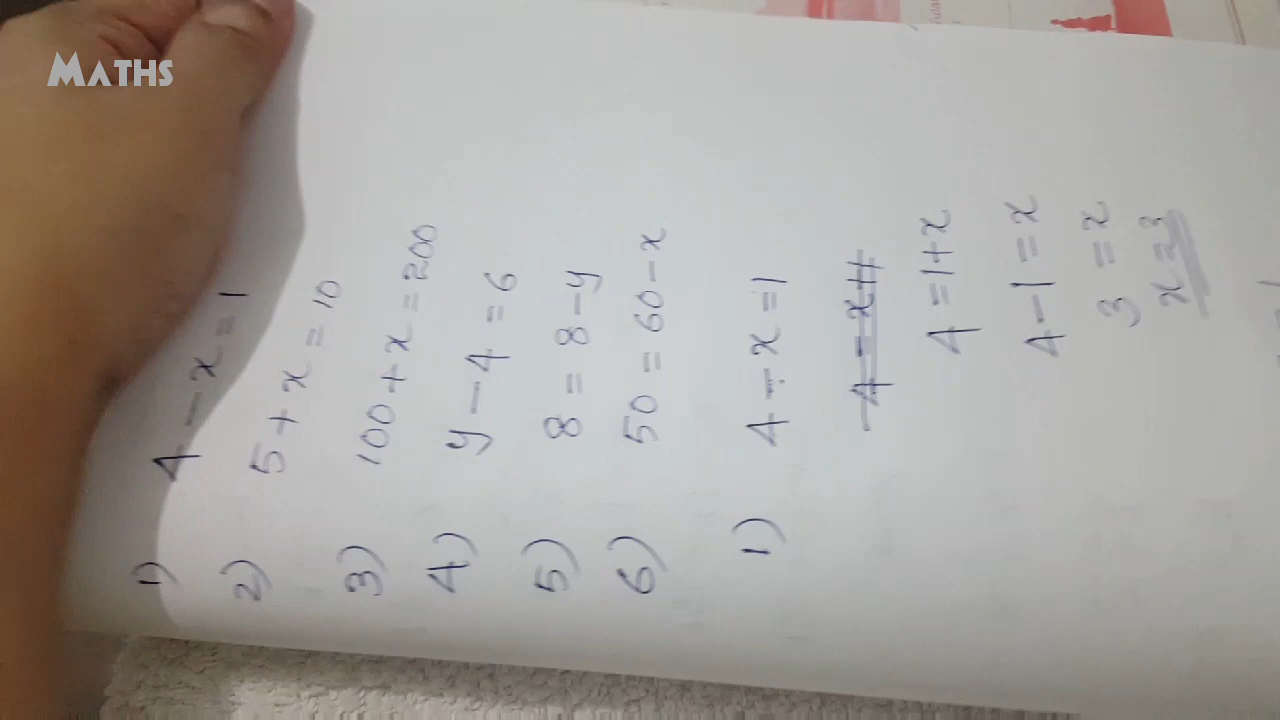 MATHS
1) 4 - x = 1
2) 5 + x = 10
3) 100 + x = 200
4) y - 4 = 6
5) 8 = 8 - y
6) 50 = 60 - x
1) 4 - x = 1
4 = 1 + x
4 - 1 = x
3 = x
x = 3